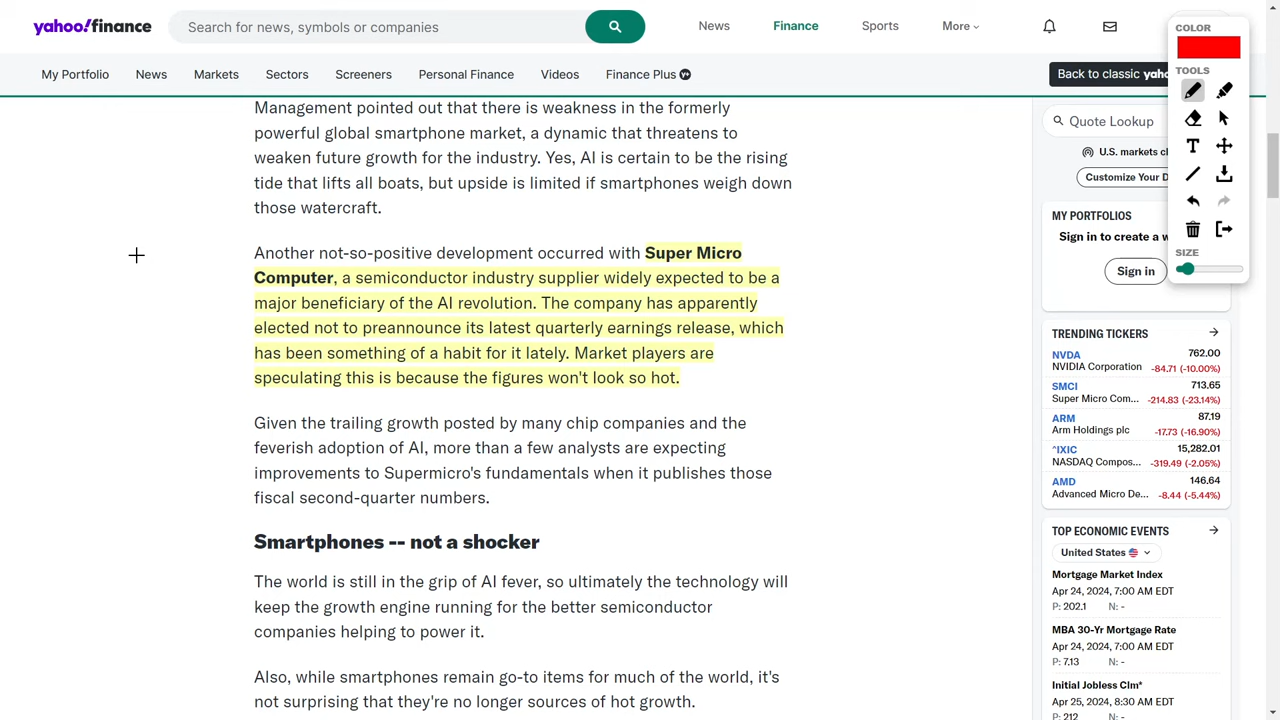 yahoo!finance
Search for news, symbols or companies
News
Finance
Sports
More
My Portfolio
News
Markets
Sectors
Screeners
Personal Finance
Videos
Finance Plus
Back to classic
COLOR
TOOLS
SIZE
Management pointed out that there is weakness in the formerly
powerful global smartphone market, a dynamic that threatens to
weaken future growth for the industry. Yes, AI is certain to be the rising
tide that lifts all boats, but upside is limited if smartphones weigh down
those watercraft.
Another not-so-positive development occurred with Super Micro
Computer, a semiconductor industry supplier widely expected to be a
major beneficiary of the AI revolution. The company has apparently
elected not to preannounce its latest quarterly earnings release, which
has been something of a habit for it lately. Market players are
speculating this is because the figures won't look so hot.
Given the trailing growth posted by many chip companies and the
feverish adoption of AI, more than a few analysts are expecting
improvements to Supermicro's fundamentals when it publishes those
fiscal second-quarter numbers.
Smartphones -- not a shocker
The world is still in the grip of AI fever, so ultimately the technology will
keep the growth engine running for the better semiconductor
companies helping to power it.
Also, while smartphones remain go-to items for much of the world, it's
not surprising that they're no longer sources of hot growth.
Quote Lookup
U.S. markets
Customize Your
MY PORTFOLIOS
Sign in to create a
Sign in
TRENDING TICKERS
NVDA 762.00
NVIDIA Corporation -84.71 (-10.00%)
SMCI 713.65
Super Micro Com... -214.83 (-23.14%)
ARM 87.19
Arm Holdings plc -17.73 (-16.90%)
^IXIC 15,282.01
NASDAQ Compos... -319.49 (-2.05%)
AMD 146.64
Advanced Micro De... -8.44 (-5.44%)
TOP ECONOMIC EVENTS
United States
Mortgage Market Index
Apr 24, 2024, 7:00 AM EDT
P: 202.1 N: -
MBA 30-Yr Mortgage Rate
Apr 24, 2024, 7:00 AM EDT
P: 7.13 N: -
Initial Jobless Clm*
Apr 25, 2024, 8:30 AM EDT
P: 212 N: -